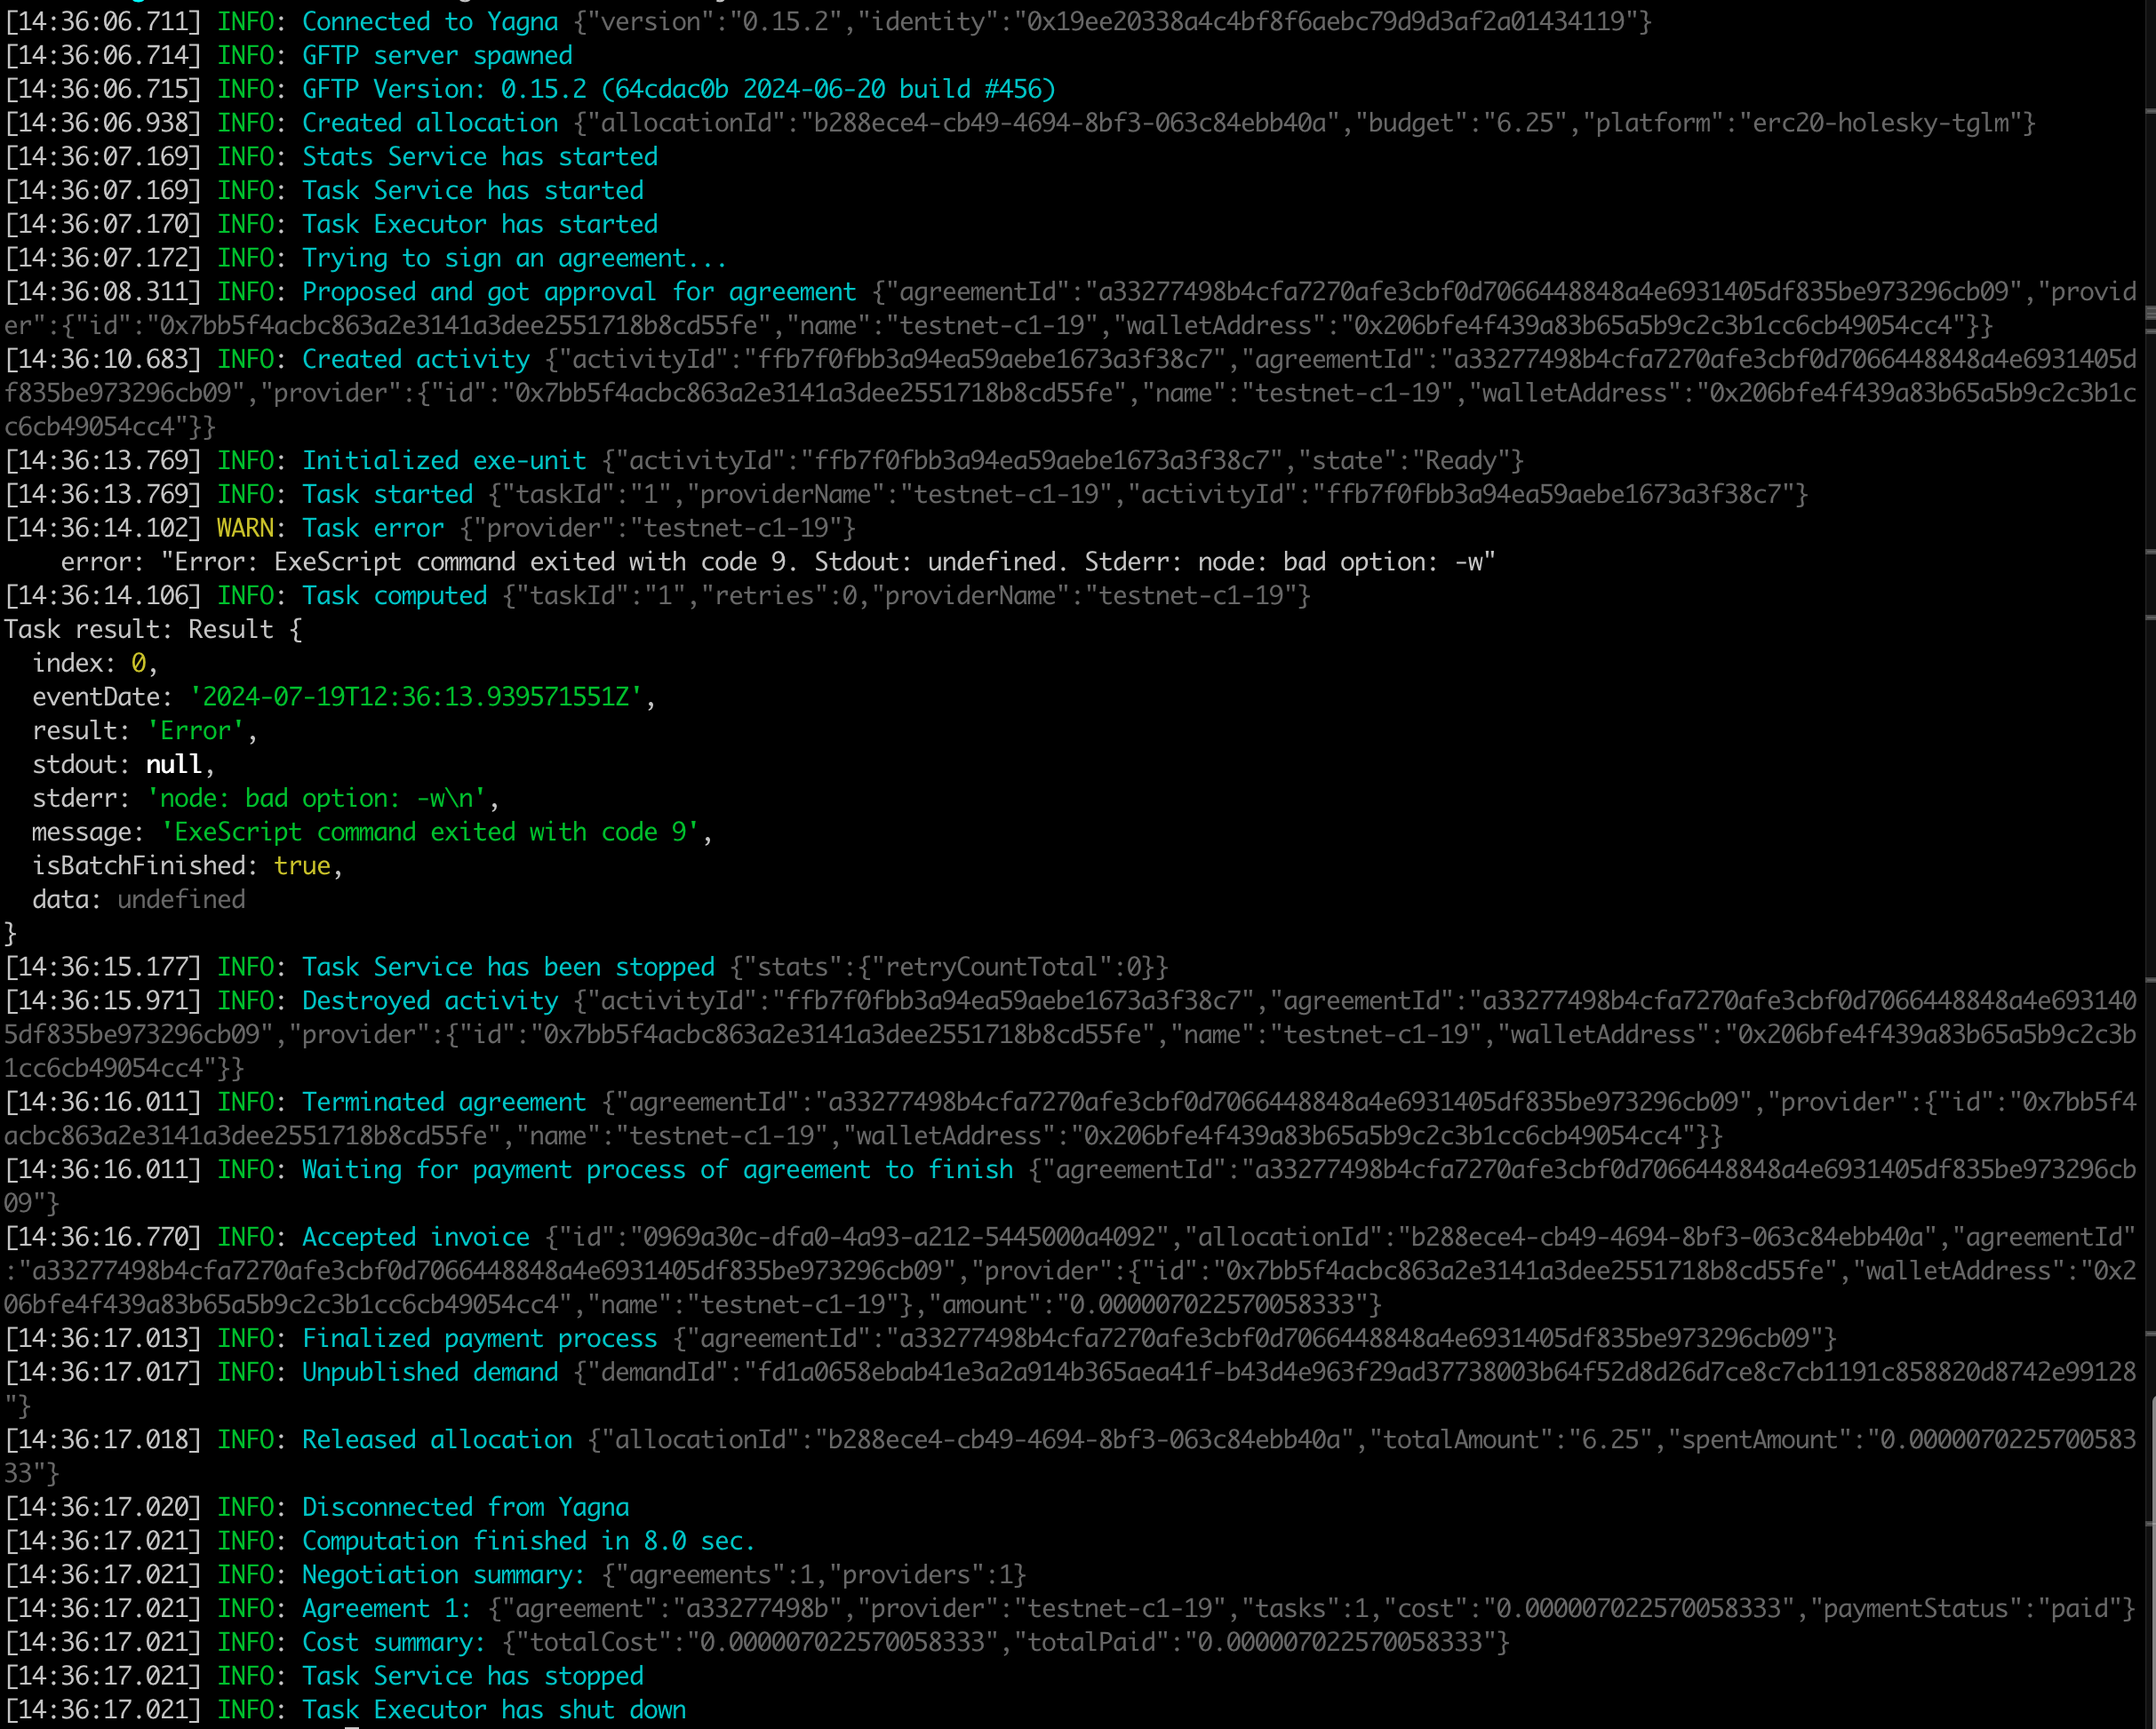 [14:36:06.711] INFO: Connected to Yagna {"version":"0.15.2","identity":"0x19ee20338a4c4bf8f6aebc79d9d3af2a01434119"}
[14:36:06.714] INFO: GFTP server spawned
[14:36:06.715] INFO: GFTP Version: 0.15.2 (64cdac0b 2024-06-20 build #456)
[14:36:06.938] INFO: Created allocation {"allocationId":"b288ece4-cb49-4694-8bf3-063c84ebb40a","budget":"6.25","platform":"erc20-holesky-tglm"}
[14:36:07.169] INFO: Stats Service has started
[14:36:07.169] INFO: Task Service has started
[14:36:07.170] INFO: Task Executor has started
[14:36:07.172] INFO: Trying to sign an agreement...
[14:36:08.311] INFO: Proposed and got approval for agreement {"agreementId":"a33277498b4cfa7270afe3cbf0d7066448848a4e6931405df835be973296cb09","provid
er":{"id":"0x7bb5f4acbc863a2e3141a3dee2551718b8cd55fe","name":"testnet-c1-19","walletAddress":"0x206bfe4f439a83b65a5b9c2c3b1cc6cb49054cc4"}}
[14:36:10.683] INFO: Created activity {"activityId":"ffb7f0fbb3a94ea59aebe1673a3f38c7","agreementId":"a33277498b4cfa7270afe3cbf0d7066448848a4e6931405d
f835be973296cb09","provider":{"id":"0x7bb5f4acbc863a2e3141a3dee2551718b8cd55fe","name":"testnet-c1-19","walletAddress":"0x206bfe4f439a83b65a5b9c2c3b1c
c6cb49054cc4"}}
[14:36:13.769] INFO: Initialized exe-unit {"activityId":"ffb7f0fbb3a94ea59aebe1673a3f38c7","state":"Ready"}
[14:36:13.769] INFO: Task started {"taskId":"1","providerName":"testnet-c1-19","activityId":"ffb7f0fbb3a94ea59aebe1673a3f38c7"}
[14:36:14.102] WARN: Task error {"provider":"testnet-c1-19"}
    error: "Error: ExeScript command exited with code 9. Stdout: undefined. Stderr: node: bad option: -w"
[14:36:14.106] INFO: Task computed {"taskId":"1","retries":0,"providerName":"testnet-c1-19"}
Task result: Result {
  index: 0,
  eventDate: '2024-07-19T12:36:13.939571551Z',
  result: 'Error',
  stdout: null,
  stderr: 'node: bad option: -w\n',
  message: 'ExeScript command exited with code 9',
  isBatchFinished: true,
  data: undefined
}
[14:36:15.177] INFO: Task Service has been stopped {"stats":{"retryCountTotal":0}}
[14:36:15.971] INFO: Destroyed activity {"activityId":"ffb7f0fbb3a94ea59aebe1673a3f38c7","agreementId":"a33277498b4cfa7270afe3cbf0d7066448848a4e693140
5df835be973296cb09","provider":{"id":"0x7bb5f4acbc863a2e3141a3dee2551718b8cd55fe","name":"testnet-c1-19","walletAddress":"0x206bfe4f439a83b65a5b9c2c3b
1cc6cb49054cc4"}}
[14:36:16.011] INFO: Terminated agreement {"agreementId":"a33277498b4cfa7270afe3cbf0d7066448848a4e6931405df835be973296cb09","provider":{"id":"0x7bb5f4
acbc863a2e3141a3dee2551718b8cd55fe","name":"testnet-c1-19","walletAddress":"0x206bfe4f439a83b65a5b9c2c3b1cc6cb49054cc4"}}
[14:36:16.011] INFO: Waiting for payment process of agreement to finish {"agreementId":"a33277498b4cfa7270afe3cbf0d7066448848a4e6931405df835be973296cb
09"}
[14:36:16.770] INFO: Accepted invoice {"id":"0969a30c-dfa0-4a93-a212-5445000a4092","allocationId":"b288ece4-cb49-4694-8bf3-063c84ebb40a","agreementId"
:"a33277498b4cfa7270afe3cbf0d7066448848a4e6931405df835be973296cb09","provider":{"id":"0x7bb5f4acbc863a2e3141a3dee2551718b8cd55fe","walletAddress":"0x2
06bfe4f439a83b65a5b9c2c3b1cc6cb49054cc4","name":"testnet-c1-19"},"amount":"0.000007022570058333"}
[14:36:17.013] INFO: Finalized payment process {"agreementId":"a33277498b4cfa7270afe3cbf0d7066448848a4e6931405df835be973296cb09"}
[14:36:17.017] INFO: Unpublished demand {"demandId":"fd1a0658ebab41e3a2a914b365aea41f-b43d4e963f29ad37738003b64f52d8d26d7ce8c7cb1191c858820d8742e99128
"}
[14:36:17.018] INFO: Released allocation {"allocationId":"b288ece4-cb49-4694-8bf3-063c84ebb40a","totalAmount":"6.25","spentAmount":"0.0000070225700583
33"}
[14:36:17.020] INFO: Disconnected from Yagna
[14:36:17.021] INFO: Computation finished in 8.0 sec.
[14:36:17.021] INFO: Negotiation summary: {"agreements":1,"providers":1}
[14:36:17.021] INFO: Agreement 1: {"agreement":"a33277498b","provider":"testnet-c1-19","tasks":1,"cost":"0.000007022570058333","paymentStatus":"paid"}
[14:36:17.021] INFO: Cost summary: {"totalCost":"0.000007022570058333","totalPaid":"0.000007022570058333"}
[14:36:17.021] INFO: Task Service has stopped
[14:36:17.021] INFO: Task Executor has shut down